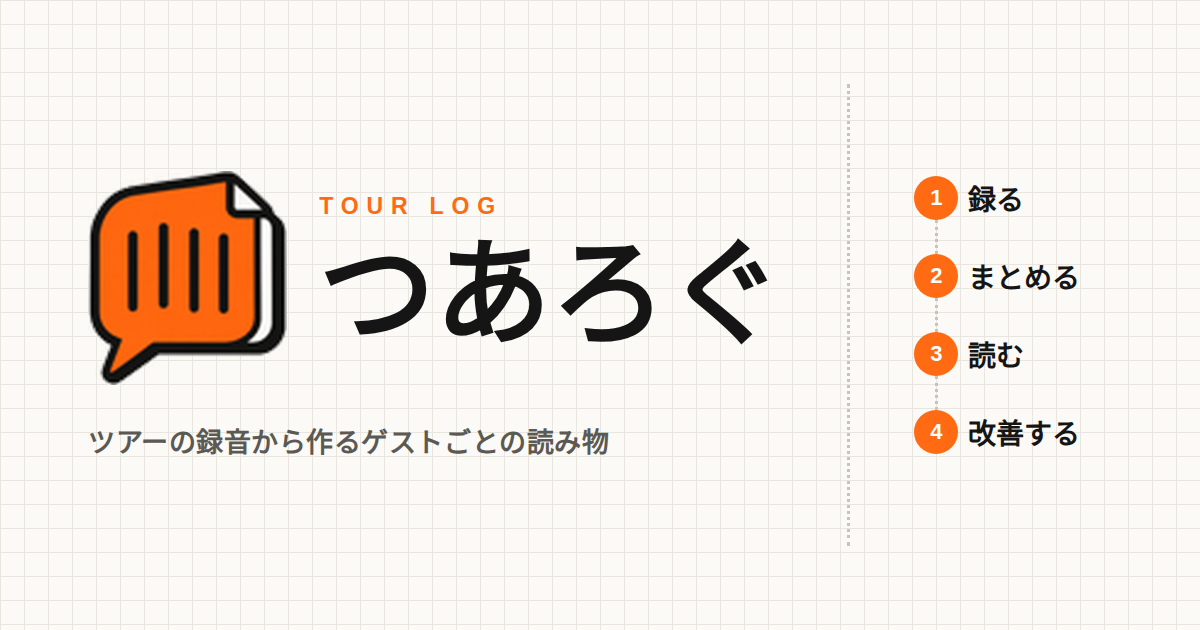 TOUR LOG
つあろぐ
ツアーの録音から作るゲストごとの読み物
1 録る
2 まとめる
3 読む
4 改善する